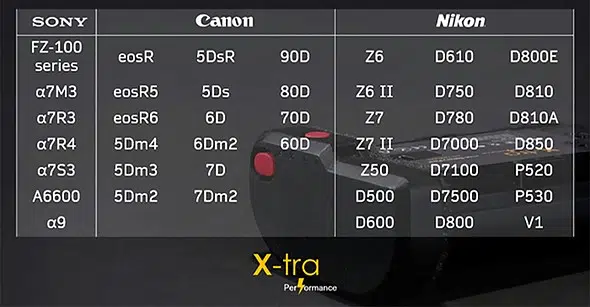 SONY Canon Nikon
FZ-100 series eosR 5DsR 90D Z6 D610 D800E
α7M3 eosR5 5Ds 80D Z6 II D750 D810
α7R3 eosR6 6D 70D Z7 D780 D810A
α7R4 5Dm4 6Dm2 60D Z7 II D7000 D850
α7S3 5Dm3 7D Z50 D7100 P520
A6600 5Dm2 7Dm2 D500 D7500 P530
α9 D600 D800 V1
X-tra
Performance